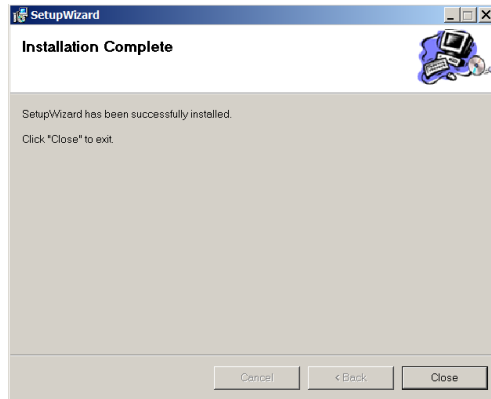 SetupWizard
Installation Complete
SetupWizard has been successfully installed.
Click "Close" to exit.
Cancel
< Back
Close